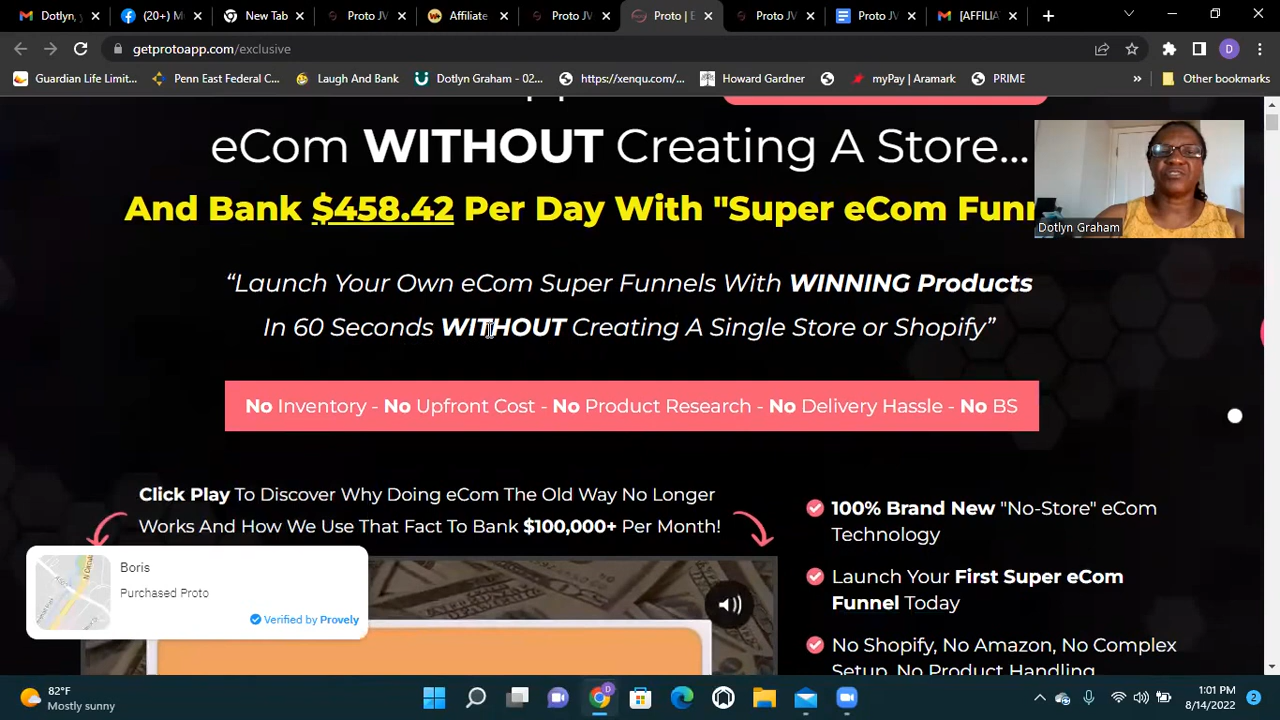 Dotlyn, y
(20+) M
New Tab
Proto JV
Affiliate
Proto JV
Proto | E
Proto JV
Proto JV
[AFFILIA
getprotoapp.com/exclusive
Guardian Life Limit...
Penn East Federal C...
Laugh And Bank
Dotlyn Graham - 02...
https://xenqu.com/...
Howard Gardner
myPay | Aramark
PRIME
»
Other bookmarks
eCom WITHOUT Creating A Store...
And Bank $458.42 Per Day With "Super eCom Fun
Dotlyn Graham
“Launch Your Own eCom Super Funnels With WINNING Products
In 60 Seconds WITHOUT Creating A Single Store or Shopify”
No Inventory - No Upfront Cost - No Product Research - No Delivery Hassle - No BS
Click Play To Discover Why Doing eCom The Old Way No Longer
Works And How We Use That Fact To Bank $100,000+ Per Month!
100% Brand New "No-Store" eCom
Technology
Launch Your First Super eCom
Funnel Today
No Shopify, No Amazon, No Complex
Setup, No Product Handling
Boris
Purchased Proto
Verified by Provely
82°F
Mostly sunny
1:01 PM
8/14/2022
2